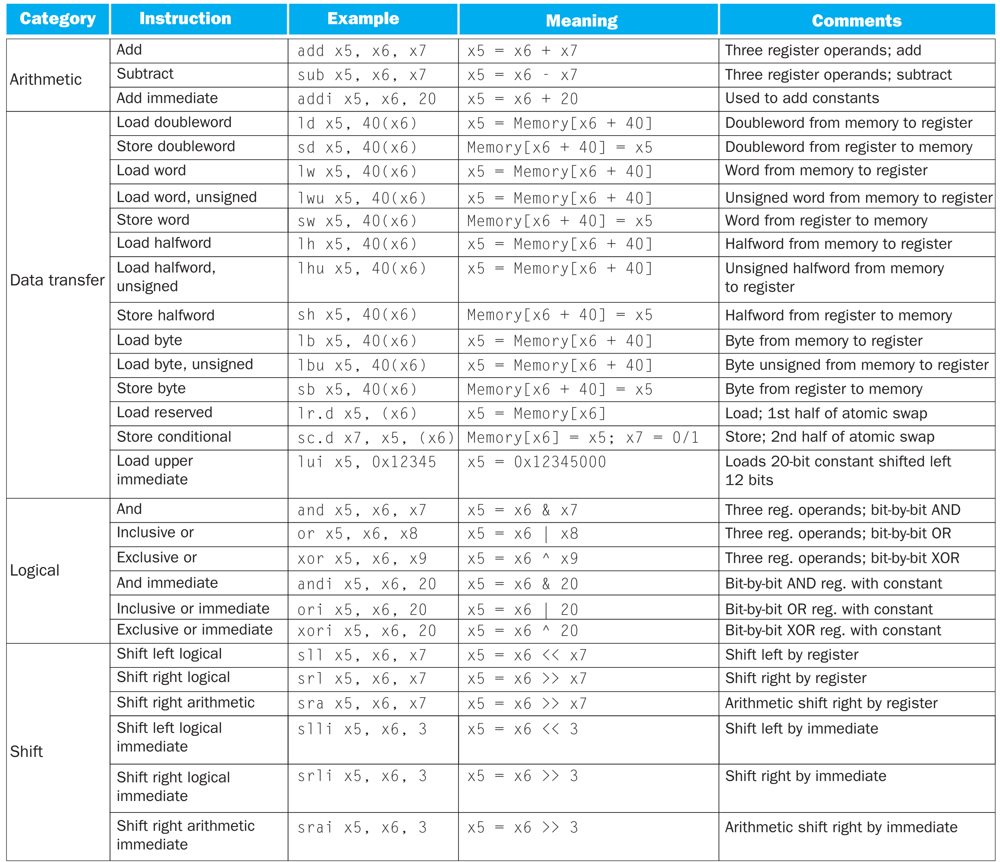 Category Instruction Example Meaning Comments
Arithmetic
Add add x5, x6, x7 x5 = x6 + x7 Three register operands; add
Subtract sub x5, x6, x7 x5 = x6 - x7 Three register operands; subtract
Add immediate addi x5, x6, 20 x5 = x6 + 20 Used to add constants
Data transfer
Load doubleword ld x5, 40(x6) x5 = Memory[x6 + 40] Doubleword from memory to register
Store doubleword sd x5, 40(x6) Memory[x6 + 40] = x5 Doubleword from register to memory
Load word lw x5, 40(x6) x5 = Memory[x6 + 40] Word from memory to register
Load word, unsigned lwu x5, 40(x6) x5 = Memory[x6 + 40] Unsigned word from memory to register
Store word sw x5, 40(x6) Memory[x6 + 40] = x5 Word from register to memory
Load halfword lh x5, 40(x6) x5 = Memory[x6 + 40] Halfword from memory to register
Load halfword, lhu x5, 40(x6) x5 = Memory[x6 + 40] Unsigned halfword from memory
unsigned to register
Store halfword sh x5, 40(x6) Memory[x6 + 40] = x5 Halfword from register to memory
Load byte lb x5, 40(x6) x5 = Memory[x6 + 40] Byte from memory to register
Load byte, unsigned lbu x5, 40(x6) x5 = Memory[x6 + 40] Byte unsigned from memory to register
Store byte sb x5, 40(x6) Memory[x6 + 40] = x5 Byte from register to memory
Load reserved lr.d x5, (x6) x5 = Memory[x6] Load; 1st half of atomic swap
Store conditional sc.d x7, x5, (x6) Memory[x6] = x5; x7 = 0/1 Store; 2nd half of atomic swap
Load upper lui x5, 0x12345 x5 = 0x12345000 Loads 20-bit constant shifted left
immediate 12 bits
Logical
And and x5, x6, x7 x5 = x6 & x7 Three reg. operands; bit-by-bit AND
Inclusive or or x5, x6, x8 x5 = x6 | x8 Three reg. operands; bit-by-bit OR
Exclusive or xor x5, x6, x9 x5 = x6 ^ x9 Three reg. operands; bit-by-bit XOR
And immediate andi x5, x6, 20 x5 = x6 & 20 Bit-by-bit AND reg. with constant
Inclusive or immediate ori x5, x6, 20 x5 = x6 | 20 Bit-by-bit OR reg. with constant
Exclusive or immediate xori x5, x6, 20 x5 = x6 ^ 20 Bit-by-bit XOR reg. with constant
Shift
Shift left logical sll x5, x6, x7 x5 = x6 << x7 Shift left by register
Shift right logical srl x5, x6, x7 x5 = x6 >> x7 Shift right by register
Shift right arithmetic sra x5, x6, x7 x5 = x6 >> x7 Arithmetic shift right by register
Shift left logical slli x5, x6, 3 x5 = x6 << 3 Shift left by immediate
immediate
Shift right logical srli x5, x6, 3 x5 = x6 >> 3 Shift right by immediate
immediate
Shift right arithmetic srai x5, x6, 3 x5 = x6 >> 3 Arithmetic shift right by immediate
immediate